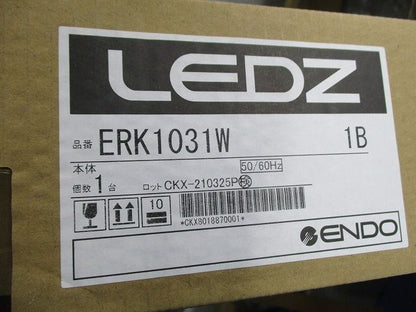 LEDZ
品番 ERK1031W 1B
本体 50/60Hz
個数 1 台 ロット CKX-210325P
10
*CKX8018870001*
ENDO